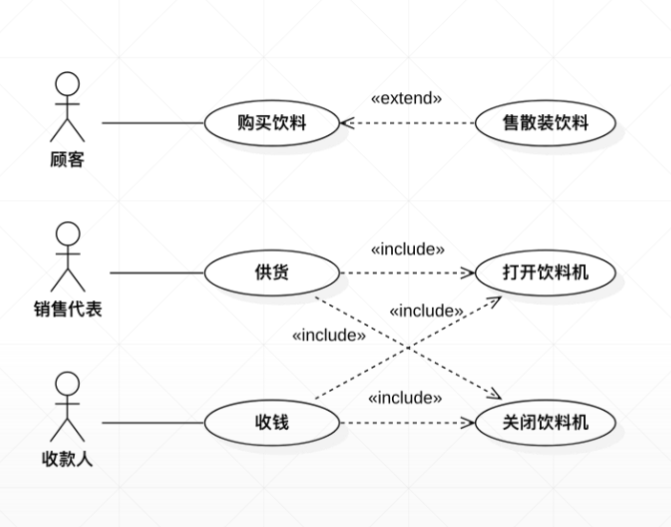 «extend»
购买饮料
售散装饮料
顾客
«include»
供货
打开饮料机
销售代表
«include»
«include»
«include»
收钱
关闭饮料机
收款人